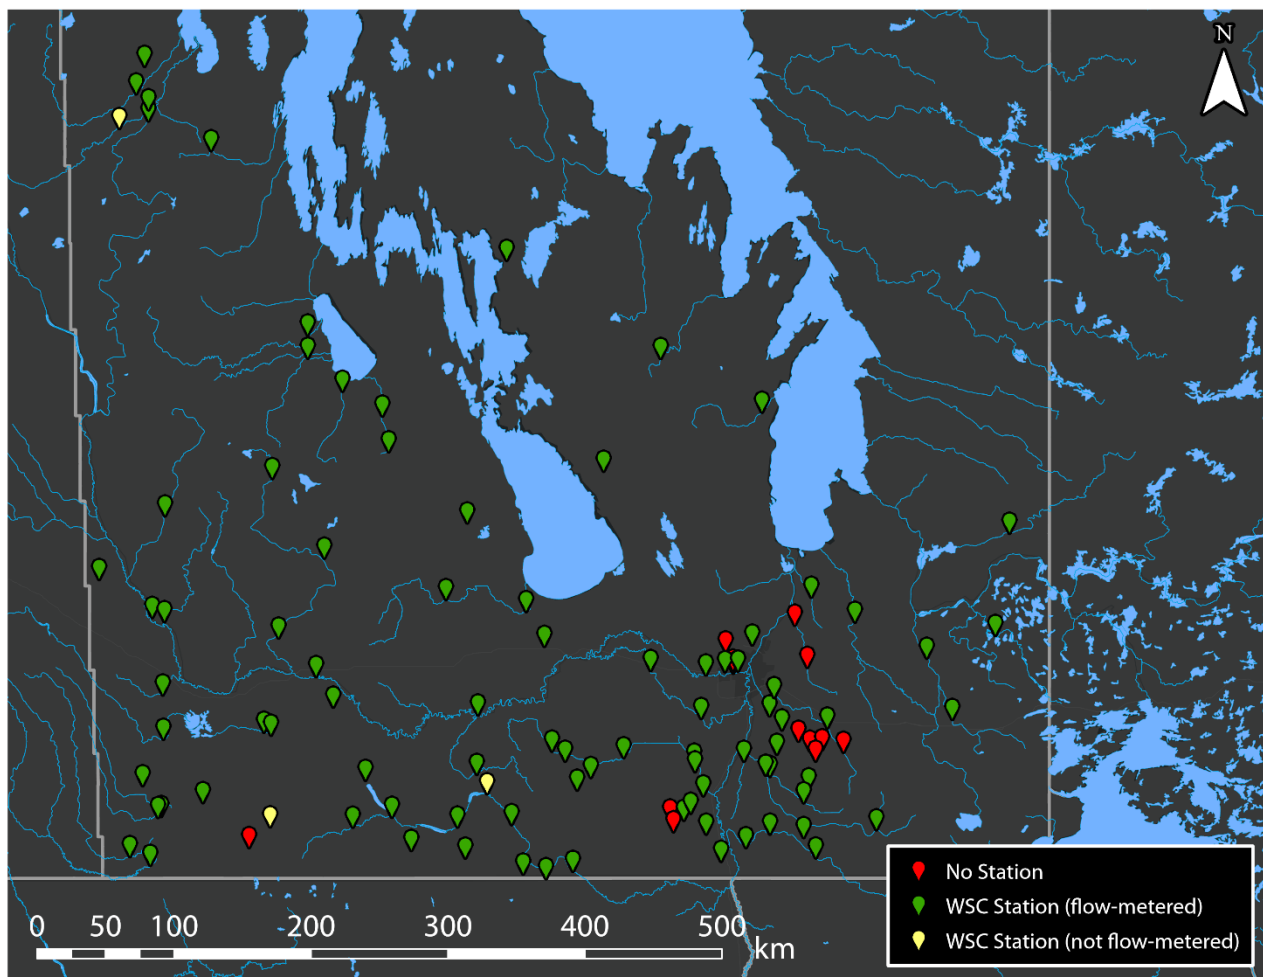 N
No Station
WSC Station (flow-metered)
WSC Station (not flow-metered)
0 50 100 200 300 400 500 km